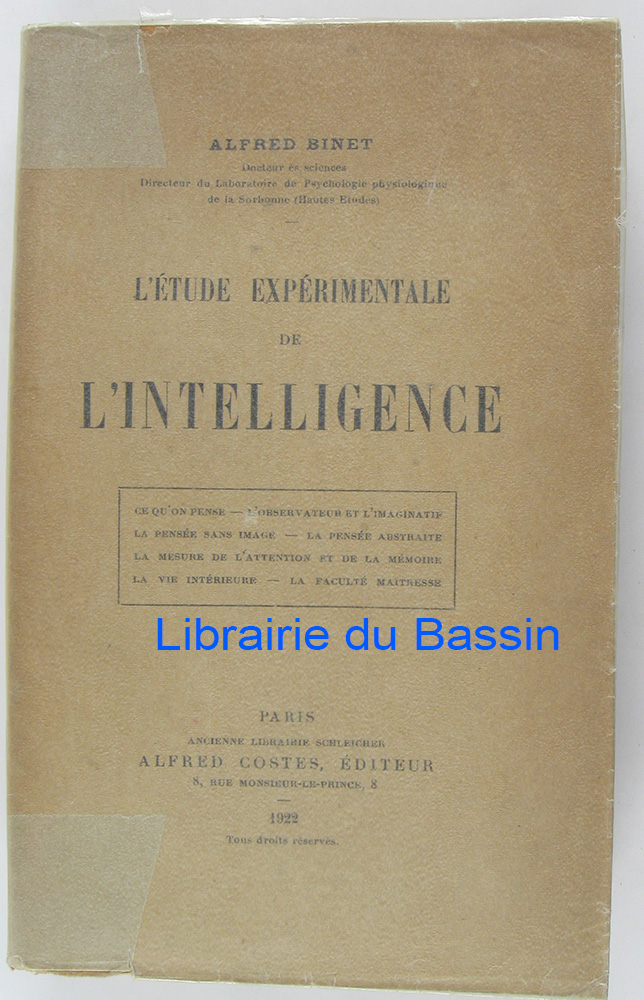 ALFRED BINET
Docteur ès sciences
Directeur du Laboratoire de Psychologie physiologique
de la Sorbonne (Hautes Etudes)
L'ÉTUDE EXPÉRIMENTALE
DE
L'INTELLIGENCE
CE QU'ON PENSE — L'OBSERVATEUR ET L'IMAGINATIF
LA PENSÉE SANS IMAGE — LA PENSÉE ABSTRAITE
LA MESURE DE L'ATTENTION ET DE LA MÉMOIRE
LA VIE INTÉRIEURE — LA FACULTÉ MAITRESSE
Librairie du Bassin
PARIS
ANCIENNE LIBRAIRIE SCHLEICHER
ALFRED COSTES, ÉDITEUR
8, RUE MONSIEUR-LE-PRINCE, 8
1922
Tous droits réservés.